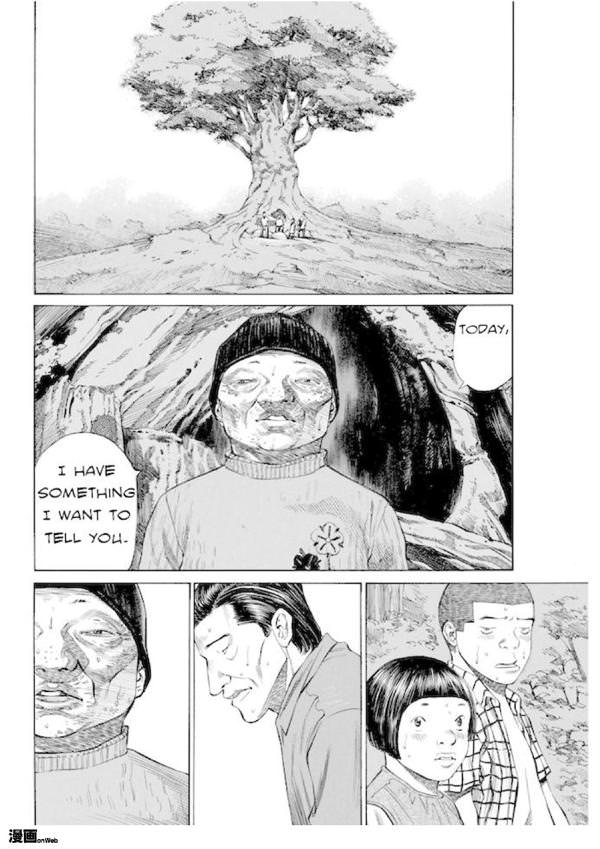 TODAY,
I HAVE
SOMETHING
I WANT TO
TELL YOU.
漫画onWeb